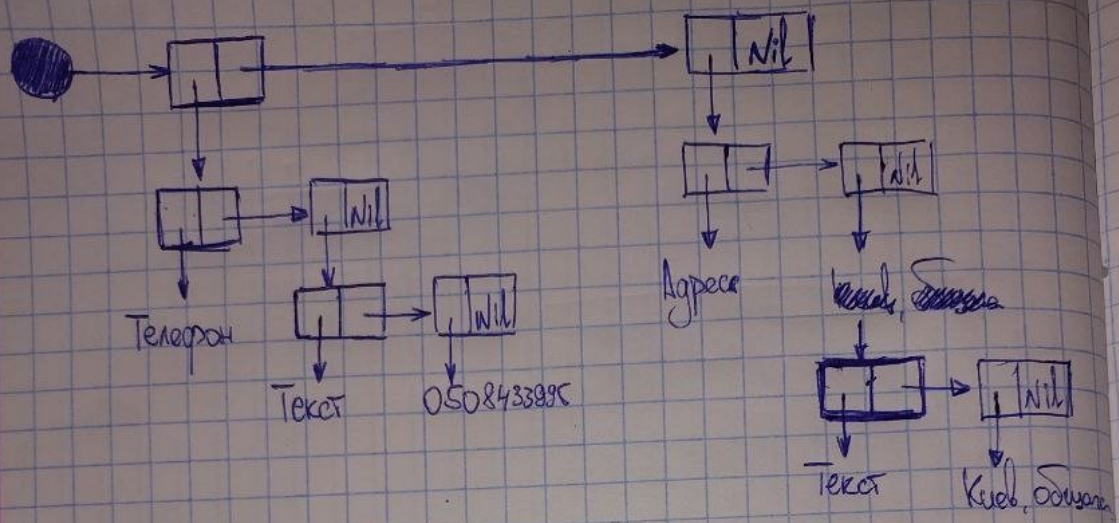 Nil
Nil
Nil
Nil
Адреса
Телефон
Текст
0508433995
Nil
Текст
Киев, общага